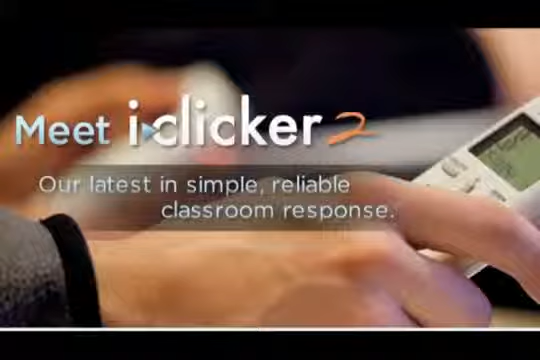 Meet i>clicker 2
Our latest in simple, reliable
classroom response.